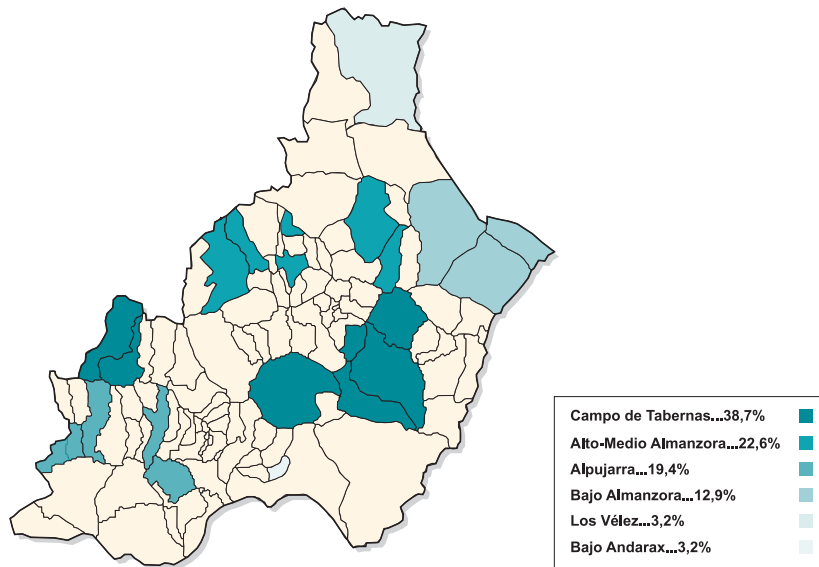 Campo de Tabernas...38,7%
Alto-Medio Almanzora...22,6%
Alpujarra...19,4%
Bajo Almanzora...12,9%
Los Vélez...3,2%
Bajo Andarax...3,2%